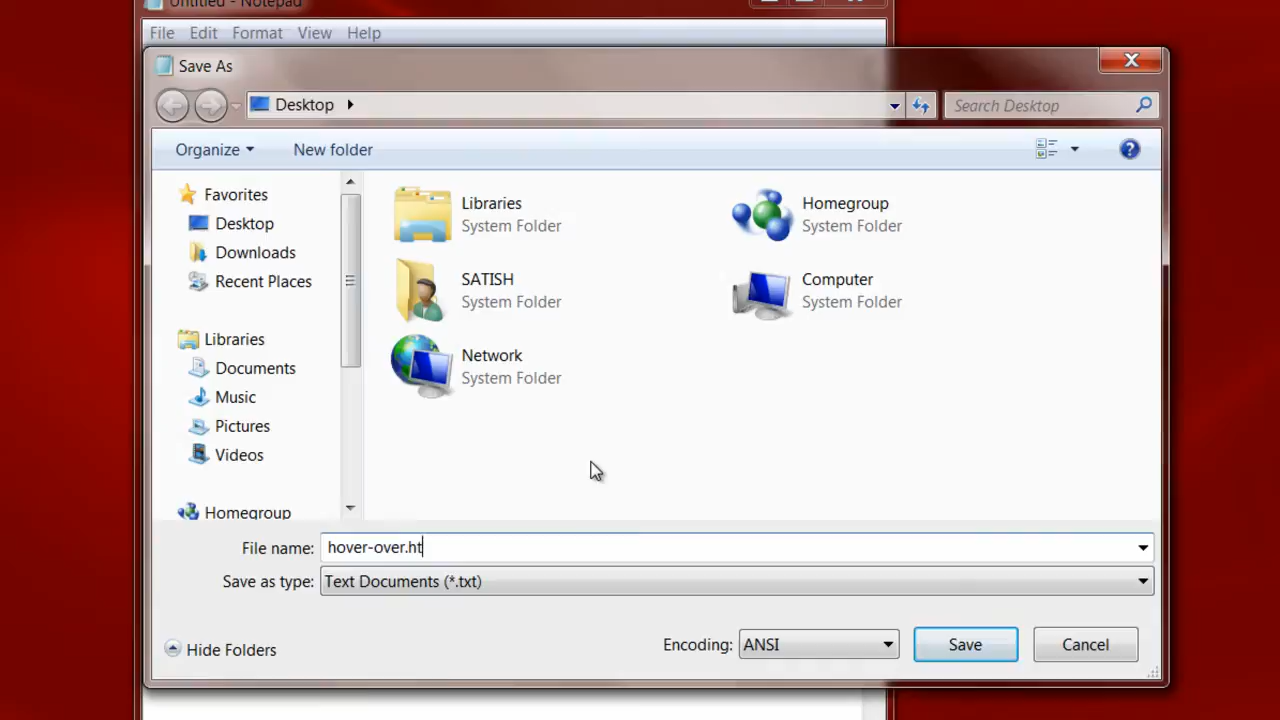 Untitled - Notepad
File Edit Format View Help
Save As
Desktop
Search Desktop
Organize New folder
Favorites
Desktop
Downloads
Recent Places
Libraries
Documents
Music
Pictures
Videos
Homegroup
Libraries
System Folder
Homegroup
System Folder
SATISH
System Folder
Computer
System Folder
Network
System Folder
File name: hover-over.ht
Save as type: Text Documents (*.txt)
Hide Folders
Encoding: ANSI
Save
Cancel